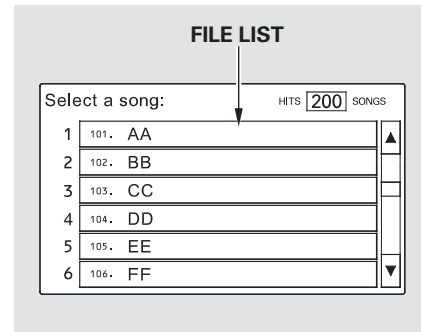 FILE LIST
Select a song: HITS 200 SONGS
1 101. AA
2 102. BB
3 103. CC
4 104. DD
5 105. EE
6 106. FF